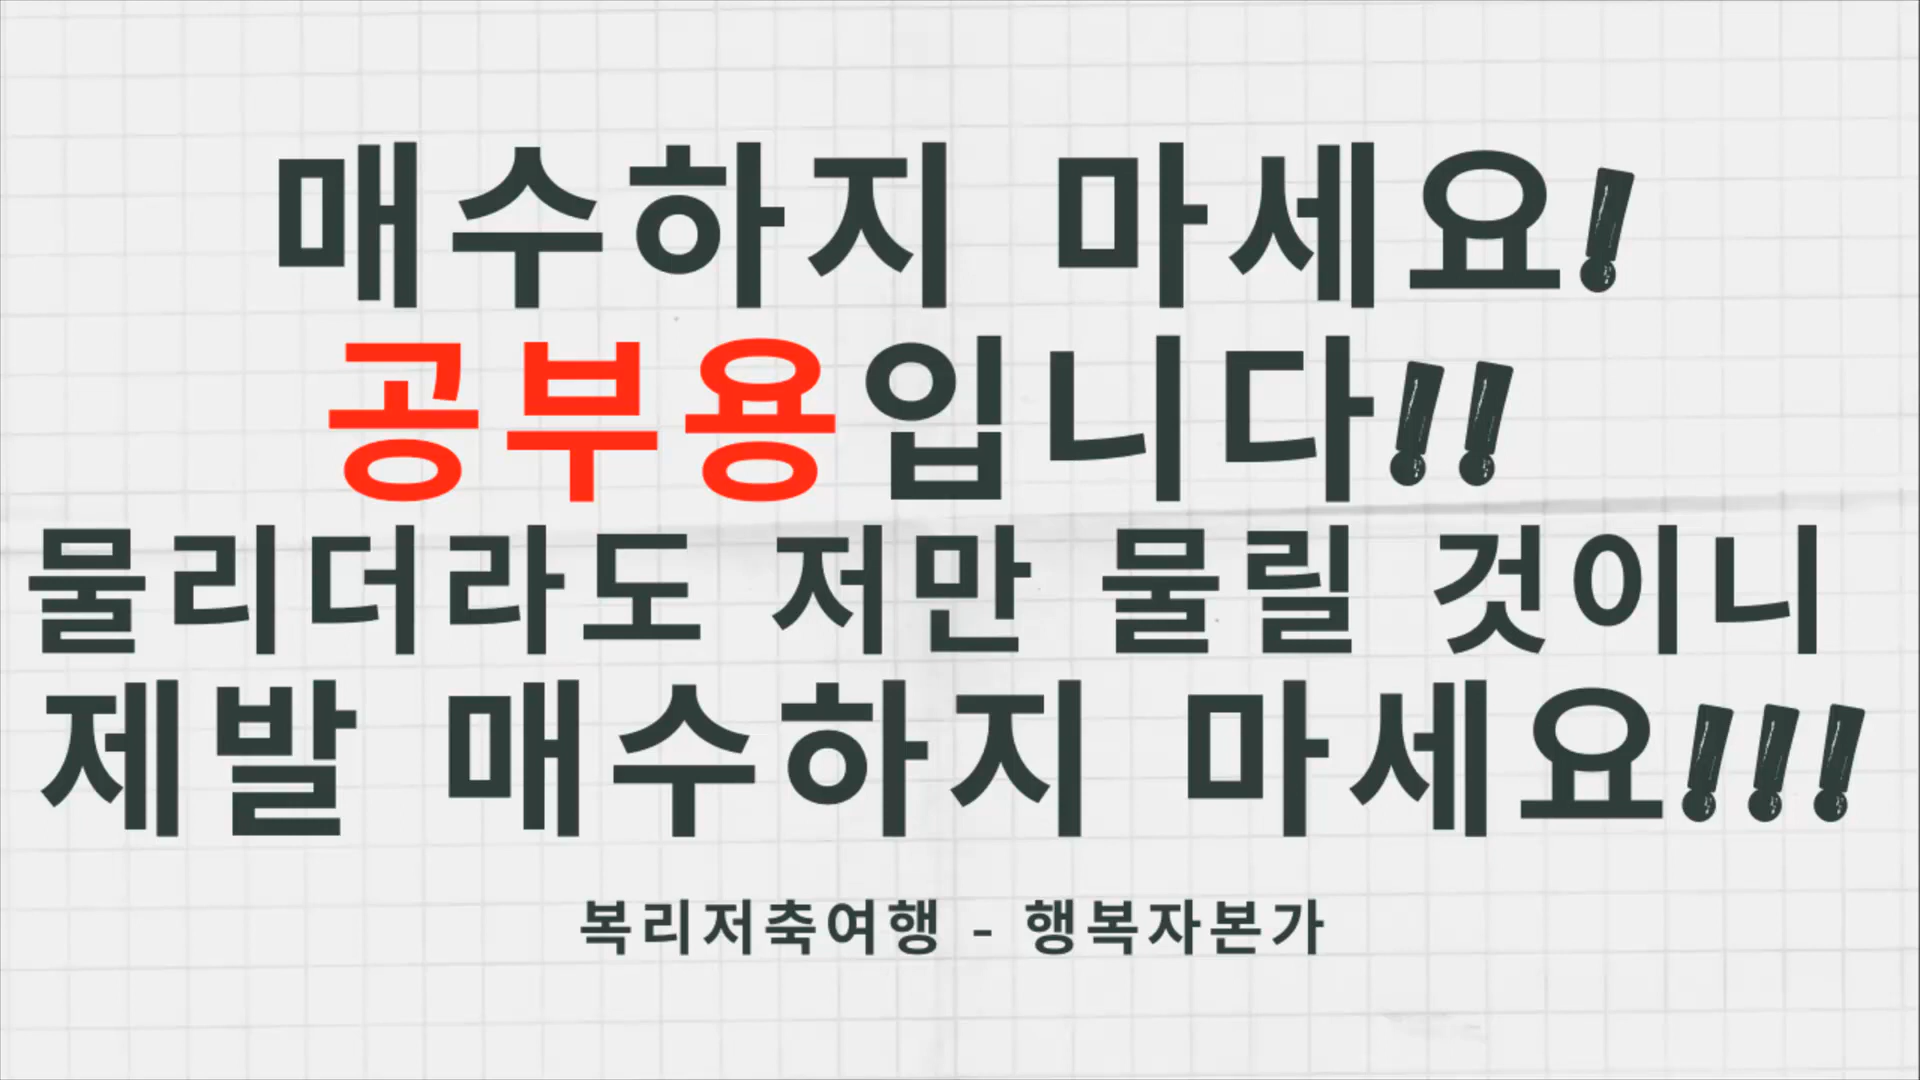 매수하지 마세요!
공부용입니다!!
물리더라도 저만 물릴 것이니
제발 매수하지 마세요!!!
복리저축여행 - 행복자본가